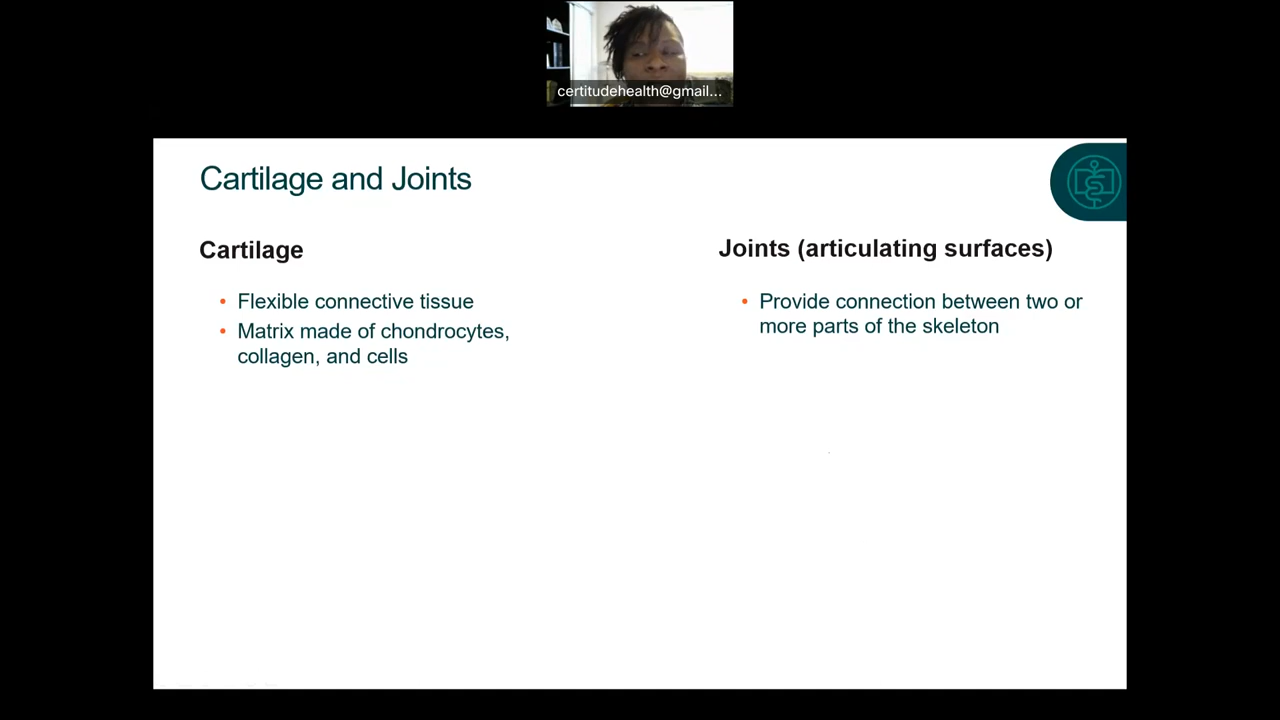 certitudehealth@gmail...
Cartilage and Joints
Cartilage
• Flexible connective tissue
• Matrix made of chondrocytes,
collagen, and cells
Joints (articulating surfaces)
• Provide connection between two or
more parts of the skeleton